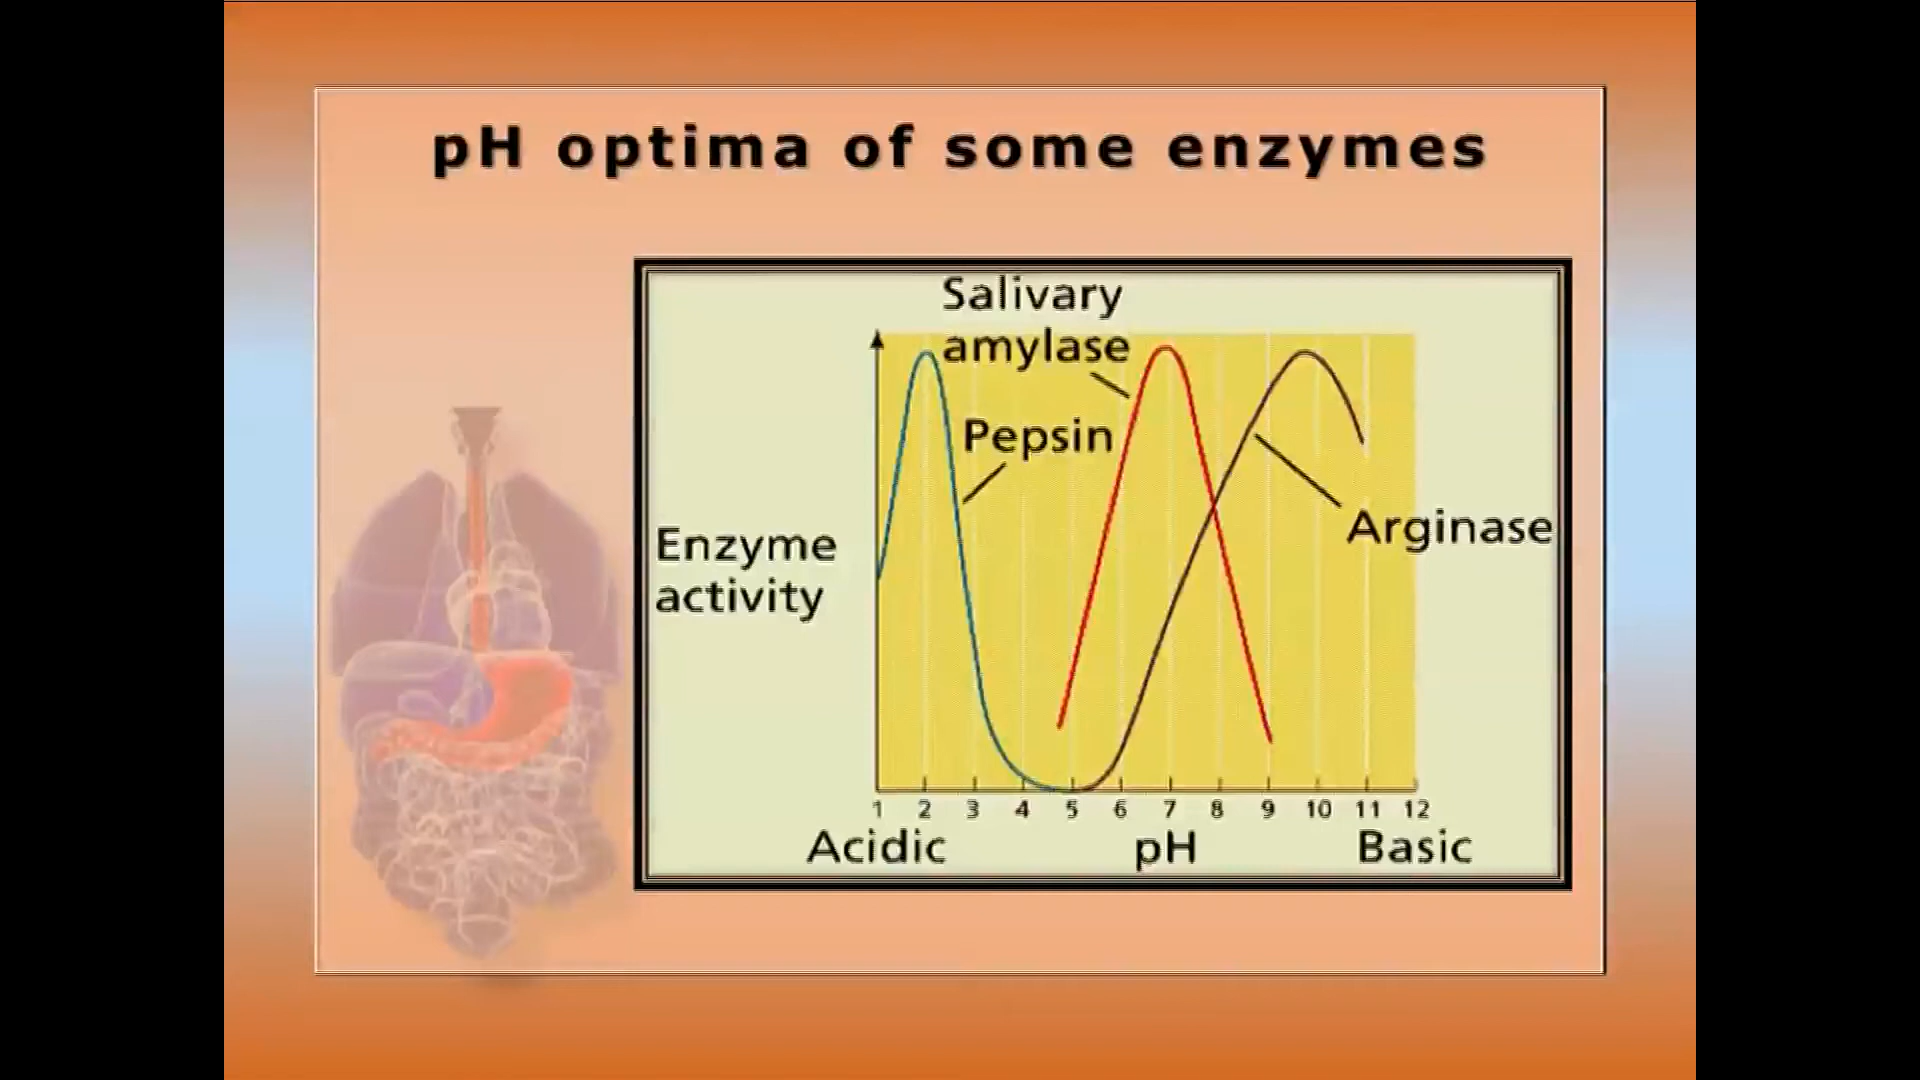 pH optima of some enzymes
Salivary
amylase
Pepsin
Arginase
Enzyme
activity
1 2 3 4 5 6 7 8 9 10 11 12
Acidic pH Basic